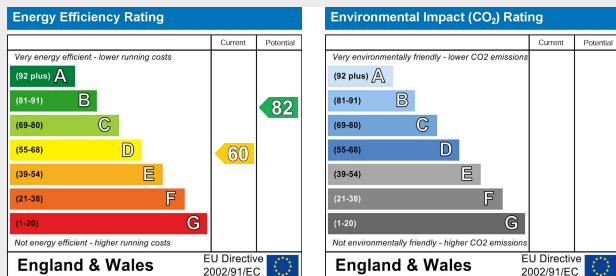 Energy Efficiency Rating
Current Potential
Very energy efficient - lower running costs
(92 plus) A
(81-91) B
82
(69-80) C
(55-68) D
60
(39-54) E
(21-38) F
(1-20) G
Not energy efficient - higher running costs
England & Wales
EU Directive
2002/91/EC
Environmental Impact (CO₂) Rating
Current Potential
Very environmentally friendly - lower CO2 emissions
(92 plus) A
(81-91) B
(69-80) C
(55-68) D
(39-54) E
(21-38) F
(1-20) G
Not environmentally friendly - higher CO2 emissions
England & Wales
EU Directive
2002/91/EC